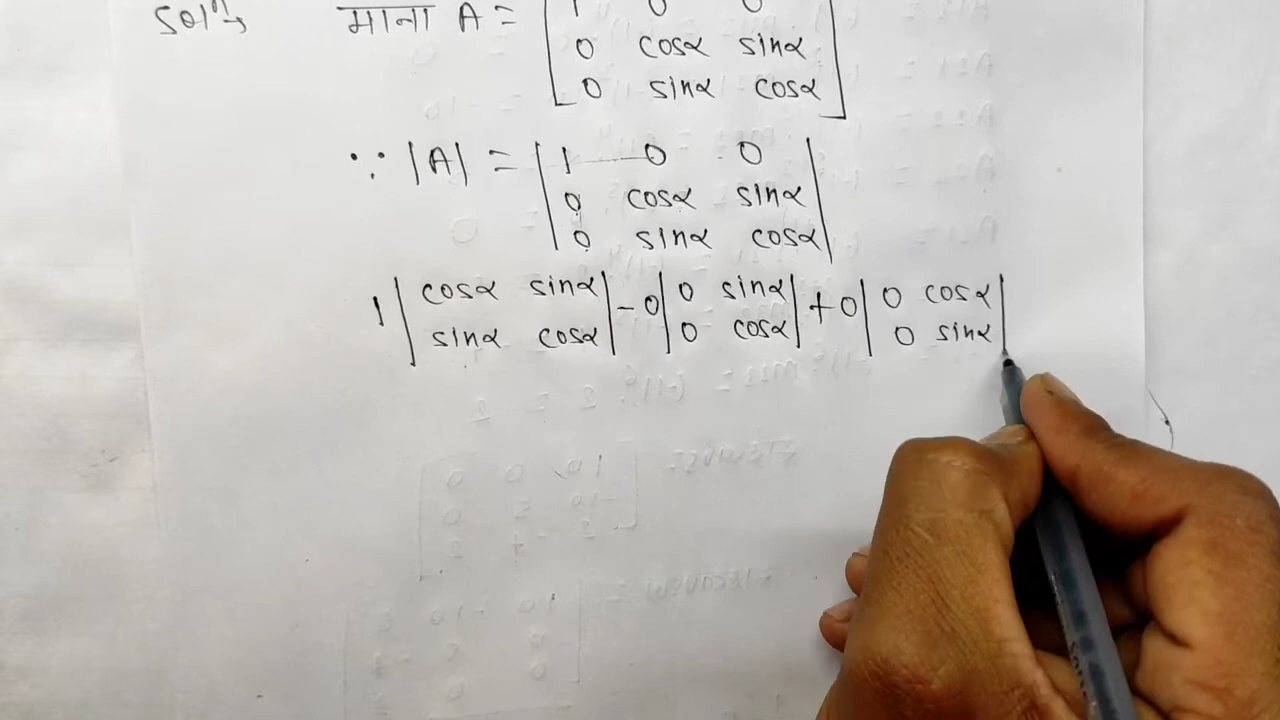 Solⁿ, माना A = [1 0 0
0 cosα sinα
0 sinα cosα]
∵ |A| = |1 0 0
0 cosα sinα
0 sinα cosα|
1 |cosα sinα| - 0 |0 sinα| + 0 |0 cosα|
|sinα cosα| |0 cosα| |0 sinα|